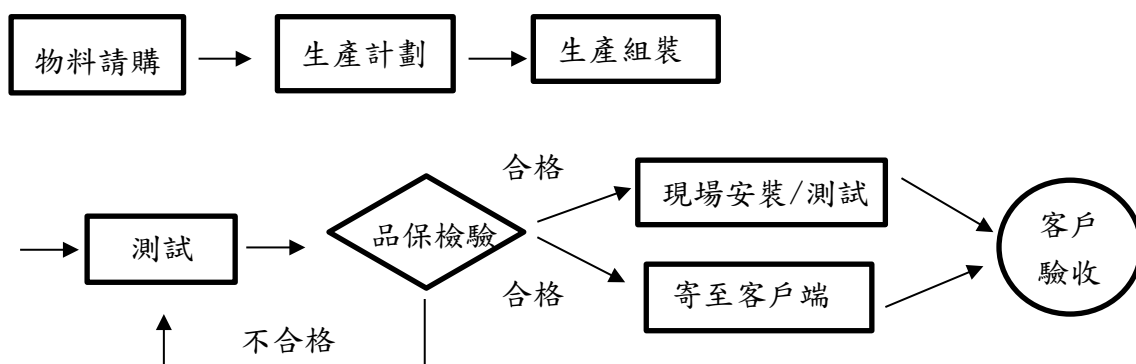 物料請購
生產計劃
生產組裝
合格
現場安裝/測試
測試
品保檢驗
客戶
驗收
合格
寄至客戶端
不合格